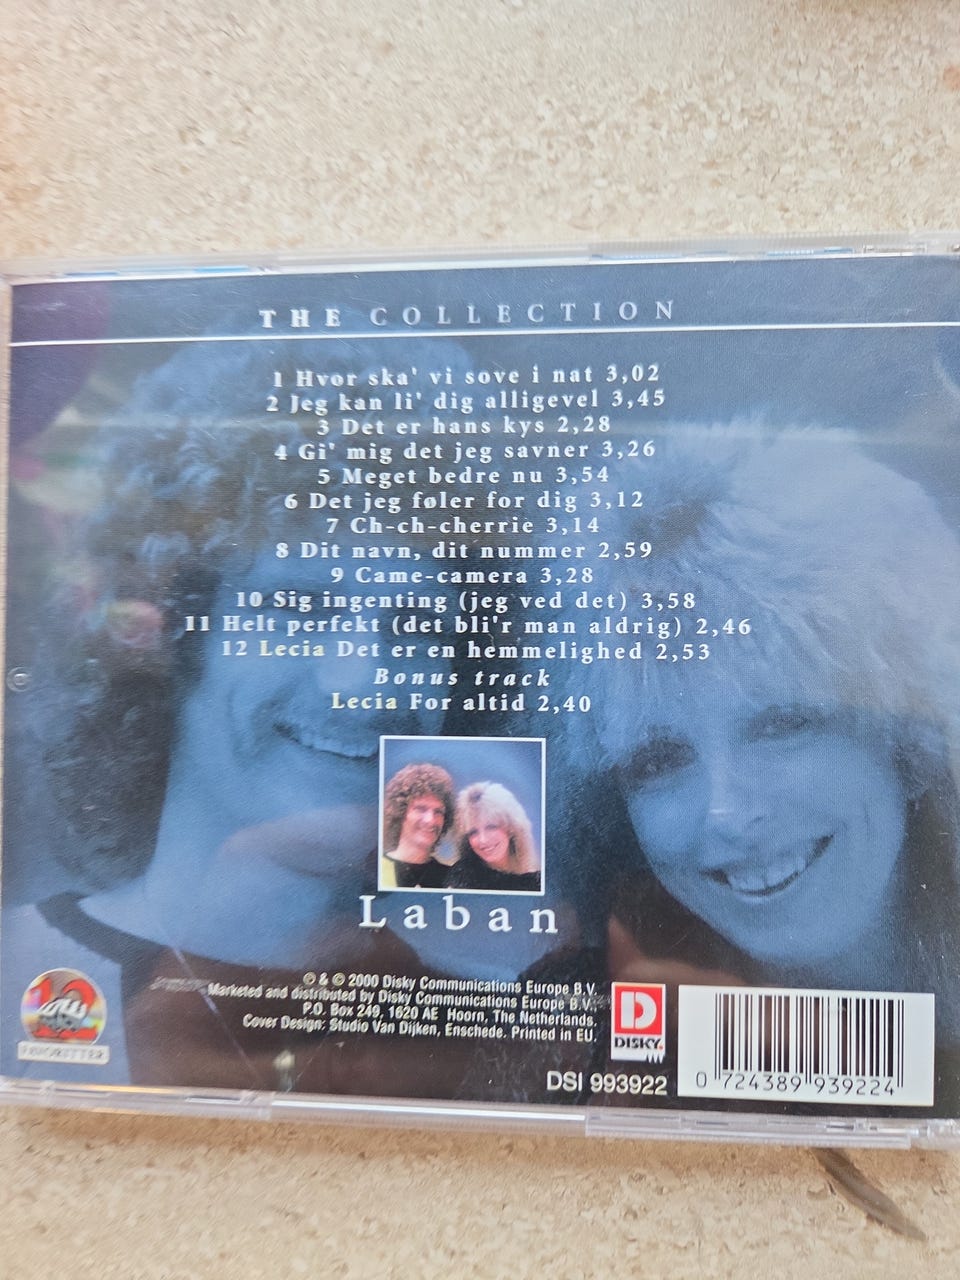 THE COLLECTION
1 Hvor ska' vi sove i nat 3,02
2 Jeg kan li' dig alligevel 3,45
3 Det er hans kys 2,28
4 Gi' mig det jeg savner 3,26
5 Meget bedre nu 3,54
6 Det jeg føler for dig 3,12
7 Ch-ch-cherrie 3,14
8 Dit navn, dit nummer 2,59
9 Came-camera 3,28
10 Sig ingenting (jeg ved det) 3,58
11 Helt perfekt (det bli'r man aldrig) 2,46
12 Lecia Det er en hemmelighed 2,53
Bonus track
Lecia For altid 2,40
Laban
℗ & © 2000 Disky Communications Europe B.V.
Marketed and distributed by Disky Communications Europe B.V.,
P.O. Box 249, 1620 AE Hoorn, The Netherlands.
Cover Design: Studio Van Dijken, Enschede. Printed in EU.
FAVORITTER
D
DISKY.
DSI 993922
0 724389 939224